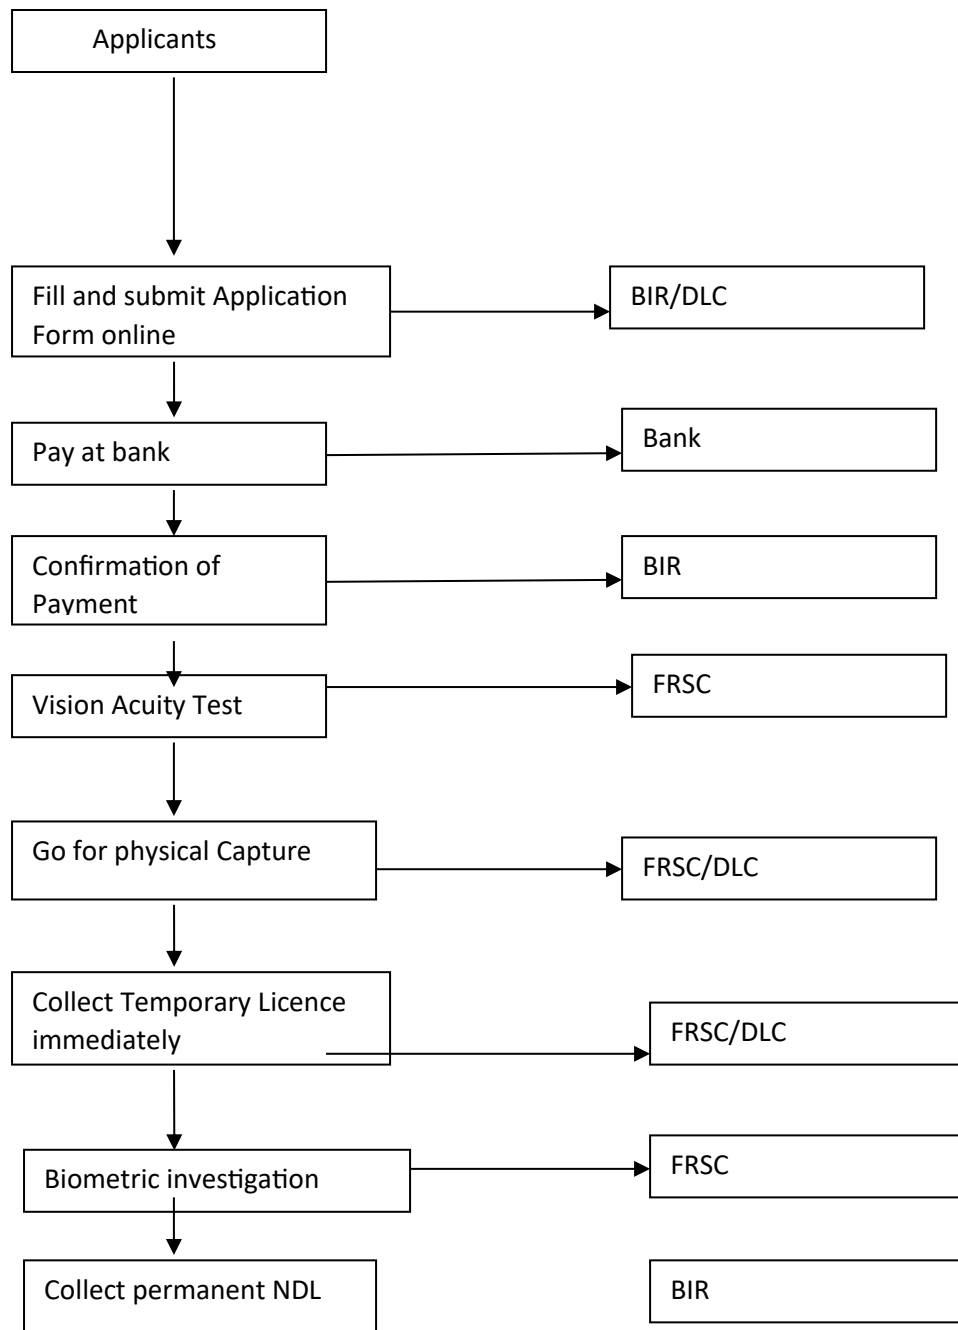 Applicants
Fill and submit Application
Form online
BIR/DLC
Pay at bank
Bank
Confirmation of
Payment
BIR
Vision Acuity Test
FRSC
Go for physical Capture
FRSC/DLC
Collect Temporary Licence
immediately
FRSC/DLC
Biometric investigation
FRSC
Collect permanent NDL
BIR